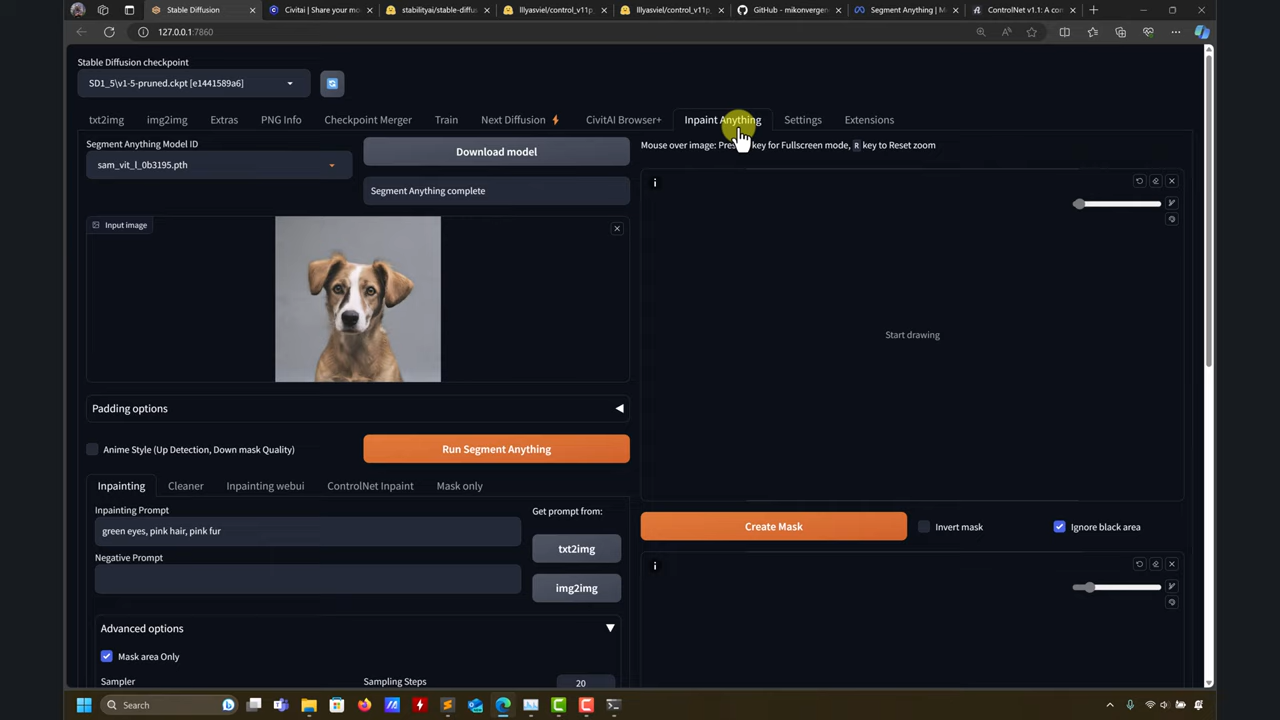 Stable Diffusion
Civitai | Share your mo
stabilityai/stable-diffus
lllyasviel/control_v11p
lllyasviel/control_v11p
GitHub - mikonvergenc
Segment Anything | M
ControlNet v1.1: A con
127.0.0.1:7860
Stable Diffusion checkpoint
SD1_5\v1-5-pruned.ckpt [e1441589a6]
txt2img
img2img
Extras
PNG Info
Checkpoint Merger
Train
Next Diffusion
CivitAI Browser+
Inpaint Anything
Settings
Extensions
Segment Anything Model ID
sam_vit_l_0b3195.pth
Download model
Segment Anything complete
Mouse over image: Press key for Fullscreen mode, R key to Reset zoom
Input image
Start drawing
Padding options
Anime Style (Up Detection, Down mask Quality)
Run Segment Anything
Inpainting
Cleaner
Inpainting webui
ControlNet Inpaint
Mask only
Inpainting Prompt
green eyes, pink hair, pink fur
Negative Prompt
Get prompt from:
txt2img
img2img
Create Mask
Invert mask
Ignore black area
Advanced options
Mask area Only
Sampler
Sampling Steps
20
Search